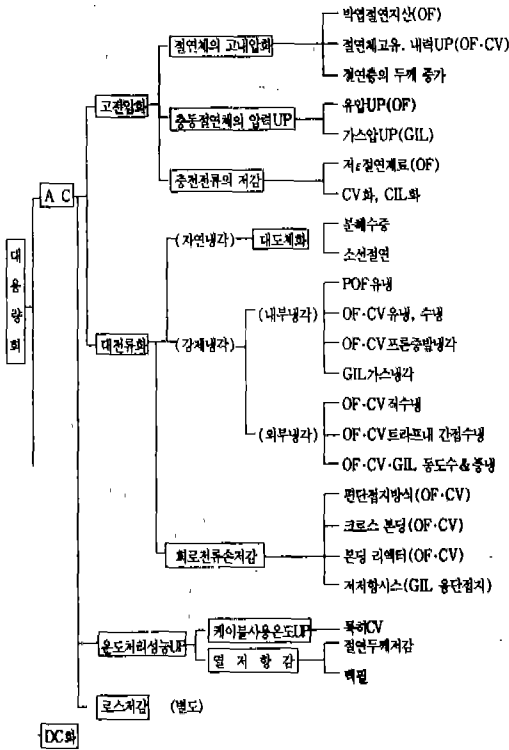 박엽절연지산(OF)
절연체의 고내압화
절연체고유. 내력UP(OF·CV)
절연층의 두께 증가
고전압화
유압UP(OF)
충동절연체의 압력UP
가스압UP(GIL)
저ε절연재료(OF)
충전전류의 저감
CV화, CIL화
A C
분해수중
(자연냉각)
대도체화
소선절연
대용량회
POF유냉
(내부냉각)
OF·CV유냉, 수냉
대전류화
(강제냉각)
OF·CV프론증발냉각
GIL가스냉각
OF·CV직수냉
(외부냉각)
OF·CV트라프내 간접수냉
OF·CV·GIL 동도수&풍냉
편단접지방식(OF·CV)
크로스 본딩(OF·CV)
회로전류손저감
본딩 리액터(OF·CV)
저저항시스(GIL 융단접지)
케이블사용온도UP
특허CV
온도처리성능UP
절연두께저감
열 저 항 감
백필
로스저감
(별도)
DC화